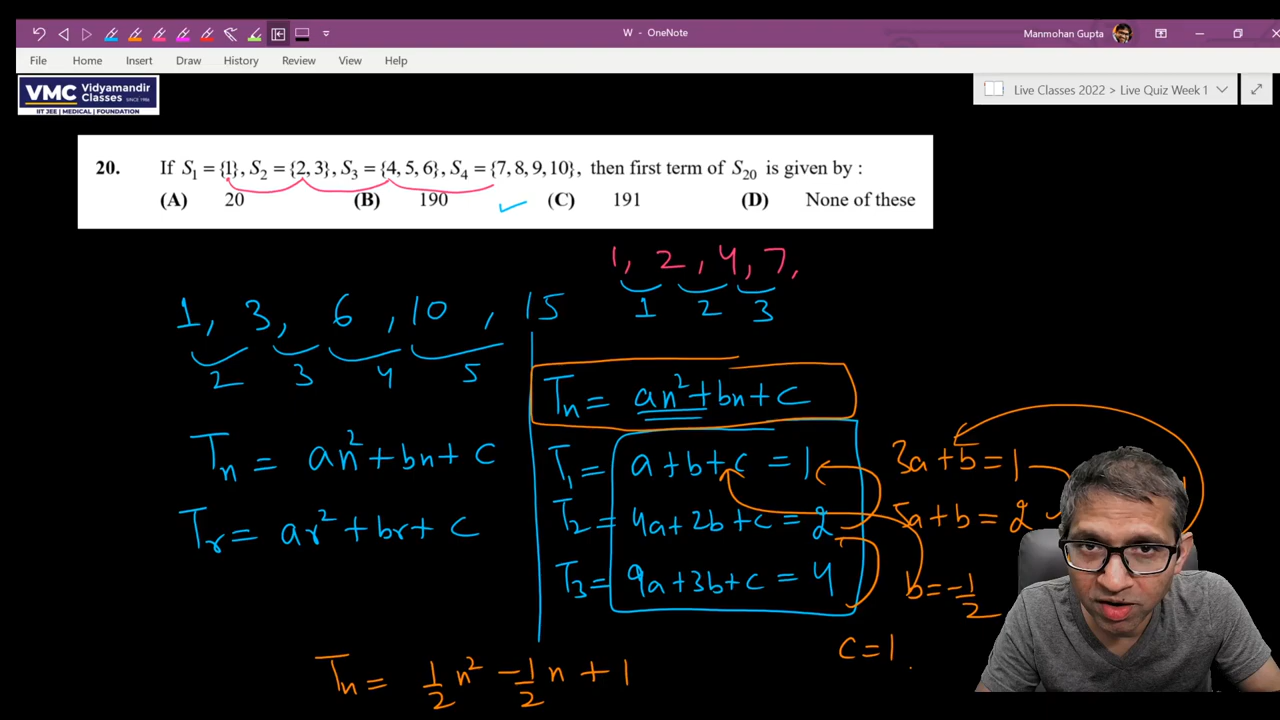 W - OneNote
Manmohan Gupta
File Home Insert Draw History Review View Help
VMC Vidyamandir Classes SINCE 1986
IIT JEE | MEDICAL | FOUNDATION
Live Classes 2022 > Live Quiz Week 1
20. If S₁ = {1}, S₂ = {2, 3}, S₃ = {4, 5, 6}, S₄ = {7, 8, 9, 10}, then first term of S₂₀ is given by :
(A) 20 (B) 190 (C) 191 (D) None of these
1, 2, 4, 7,
1 2 3
1, 3, 6, 10, 15
2 3 4 5
Tₙ = an² + bn + c
Tₙ = an² + bn + c
Tᵣ = ar² + br + c
T₁ = a + b + c = 1
T₂ = 4a + 2b + c = 2
T₃ = 9a + 3b + c = 4
3a + b = 1
5a + b = 2
b = -1/2
c = 1
Tₙ = 1/2 n² - 1/2 n + 1